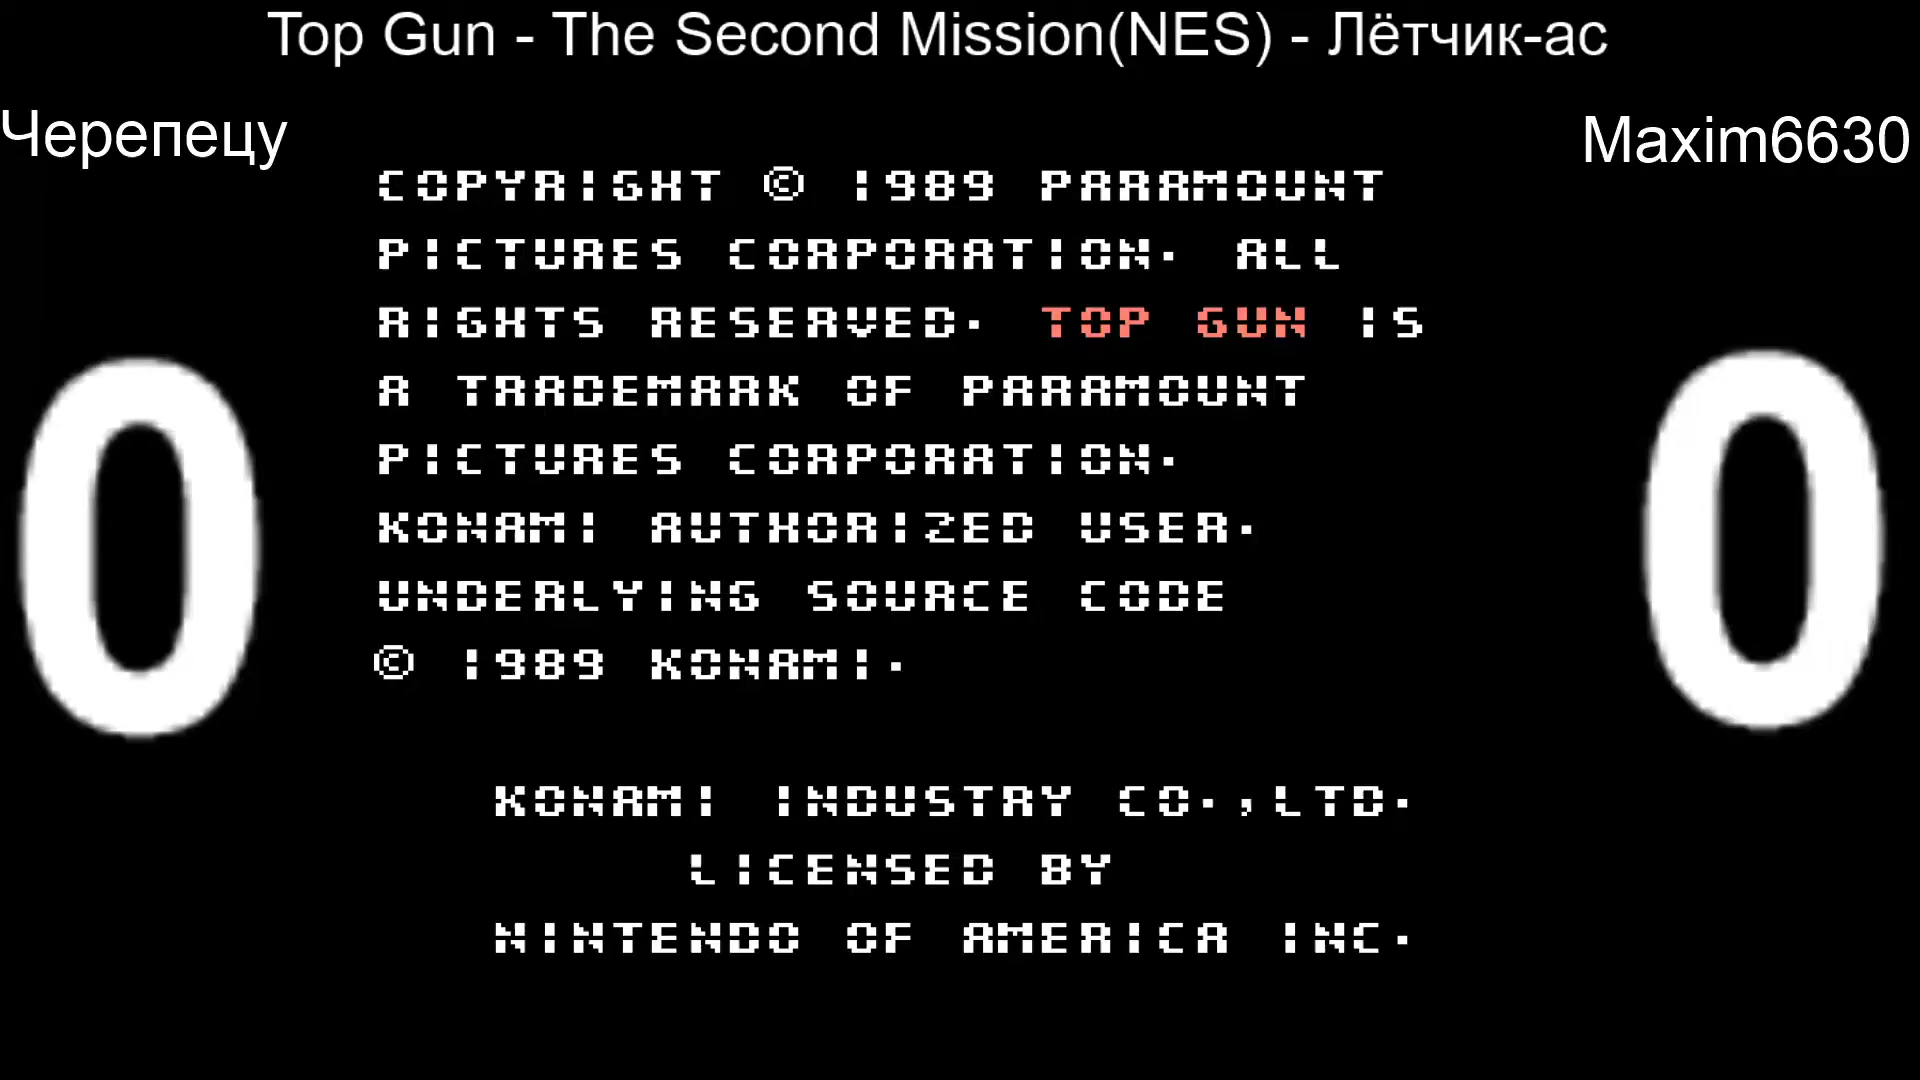 Top Gun - The Second Mission(NES) - Лётчик-ас
Черепецу
Maxim6630
COPYRIGHT © 1989 PARAMOUNT
PICTURES CORPORATION. ALL
RIGHTS RESERVED. TOP GUN IS
A TRADEMARK OF PARAMOUNT
PICTURES CORPORATION.
KONAMI AUTHORIZED USER.
UNDERLYING SOURCE CODE
© 1989 KONAMI.
0
0
KONAMI INDUSTRY CO.,LTD.
LICENSED BY
NINTENDO OF AMERICA INC.